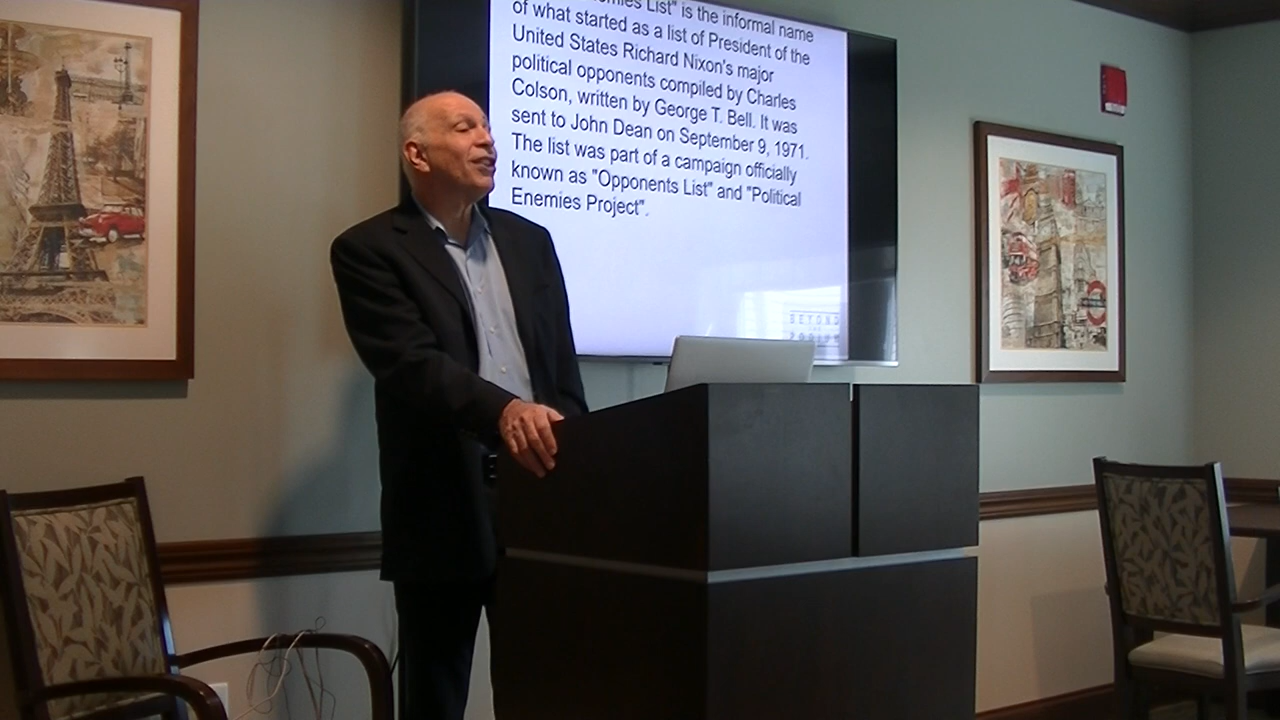 Enemies List" is the informal name
of what started as a list of President of the
United States Richard Nixon's major
political opponents compiled by Charles
Colson, written by George T. Bell. It was
sent to John Dean on September 9, 1971.
The list was part of a campaign officially
known as "Opponents List" and "Political
Enemies Project".
BEYOND